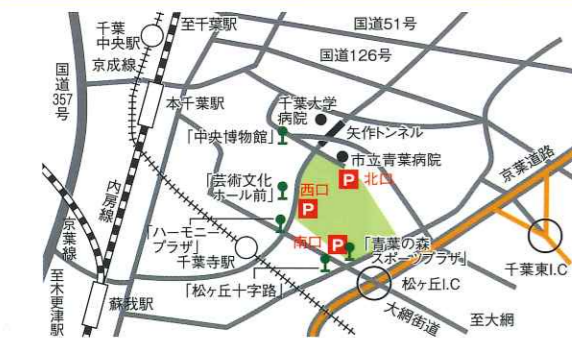 至千葉駅
国道51号
千葉
中央駅
国道126号
京成線
国道
357
号
本千葉駅
千葉大学
病院
矢作トンネル
「中央博物館」
市立青葉病院
P
北口
京葉道路
「芸術文化
ホール前」
西口
P
内房線
「ハーモニー
プラザ」
南口
P
「青葉の森
スポーツプラザ」
京葉線
千葉寺駅
千葉東I.C
至木更津駅
「松ヶ丘十字路」
松ヶ丘I.C
蘇我駅
大網街道
至大網